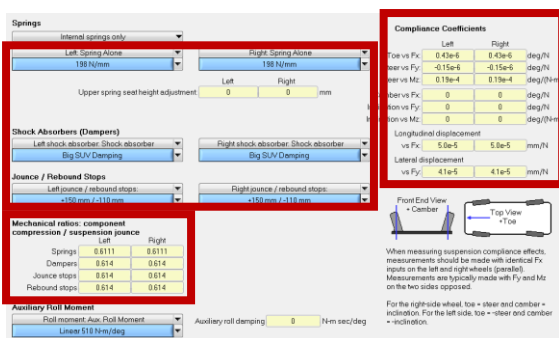 Springs
Internal springs only
Left: Spring Alone Right: Spring Alone
198 N/mm 198 N/mm
Left Right
Upper spring seat height adjustment 0 0 mm
Shock Absorbers (Dampers)
Left shock absorber: Shock absorber Right shock absorber: Shock absorber
Big SUV Damping Big SUV Damping
Jounce / Rebound Stops
Left jounce / rebound stops: Right jounce / rebound stops:
+150 mm / -110 mm +150 mm / -110 mm
Mechanical ratios: component
compression / suspension jounce
Left Right
Springs 0.6111 0.6111
Dampers 0.614 0.614
Jounce stops 0.614 0.614
Rebound stops 0.614 0.614
Auxiliary Roll Moment
Roll moment: Aux. Roll Moment
Linear 510 N-m/deg
Auxiliary roll damping 0 N-m sec/deg
Compliance Coefficients
Left Right
Toe vs Fx: 0.43e-6 0.43e-6 deg/N
eer vs Fy: -0.15e-6 -0.15e-6 deg/N
eer vs Mz: 0.19e-4 0.19e-4 deg/(N-m
mber vs Fx: 0 0 deg/N
nation vs Fy: 0 0 deg/N
nation vs Mz: 0 0 deg/(N-m
Longitudinal displacement
vs Fx: 5.0e-5 5.0e-5 mm/N
Lateral displacement
vs Fy: 4.1e-5 4.1e-5 mm/N
Front End View
+ Camber
Top View
+Toe
When measuring suspension compliance effects,
measurements should be made with identical Fx
inputs on the left and right wheels (parallel).
Measurements are typically made with Fy and Mz
on the two sides opposed.
For the right-side wheel, toe = steer and camber =
inclination. For the left side, toe = -steer and camber
= -inclination.